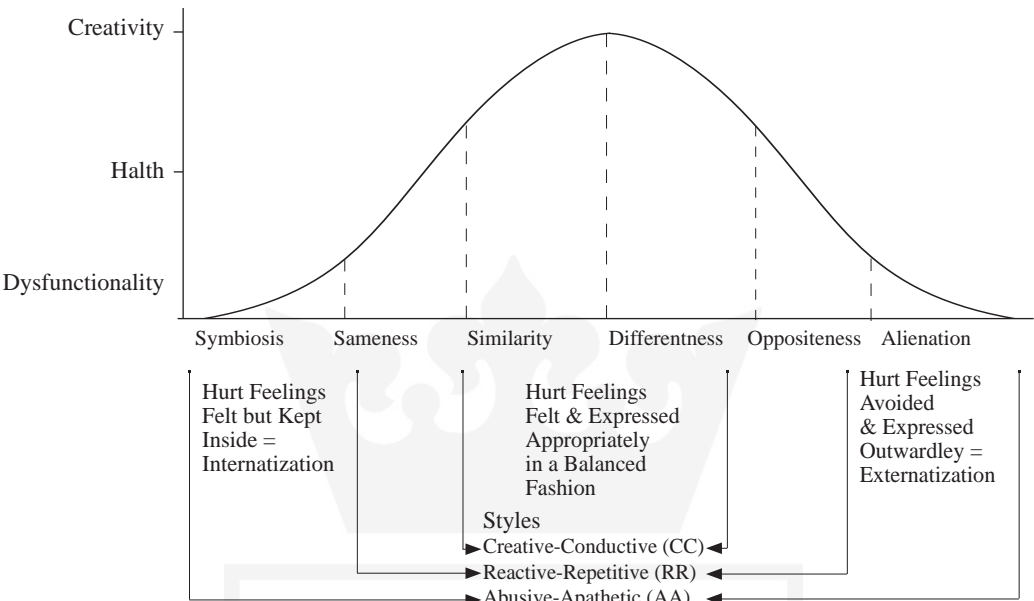 Creativity
Halth
Dysfunctionality
Symbiosis Sameness Similarity Differentness Oppositeness Alienation
Hurt Feelings
Felt but Kept
Inside =
Internatization
Hurt Feelings
Felt & Expressed
Appropriately
in a Balanced
Fashion
Hurt Feelings
Avoided
& Expressed
Outwardley =
Externatization
Styles
Creative-Conductive (CC)
Reactive-Repetitive (RR)
Abusive-Apathetic (AA)